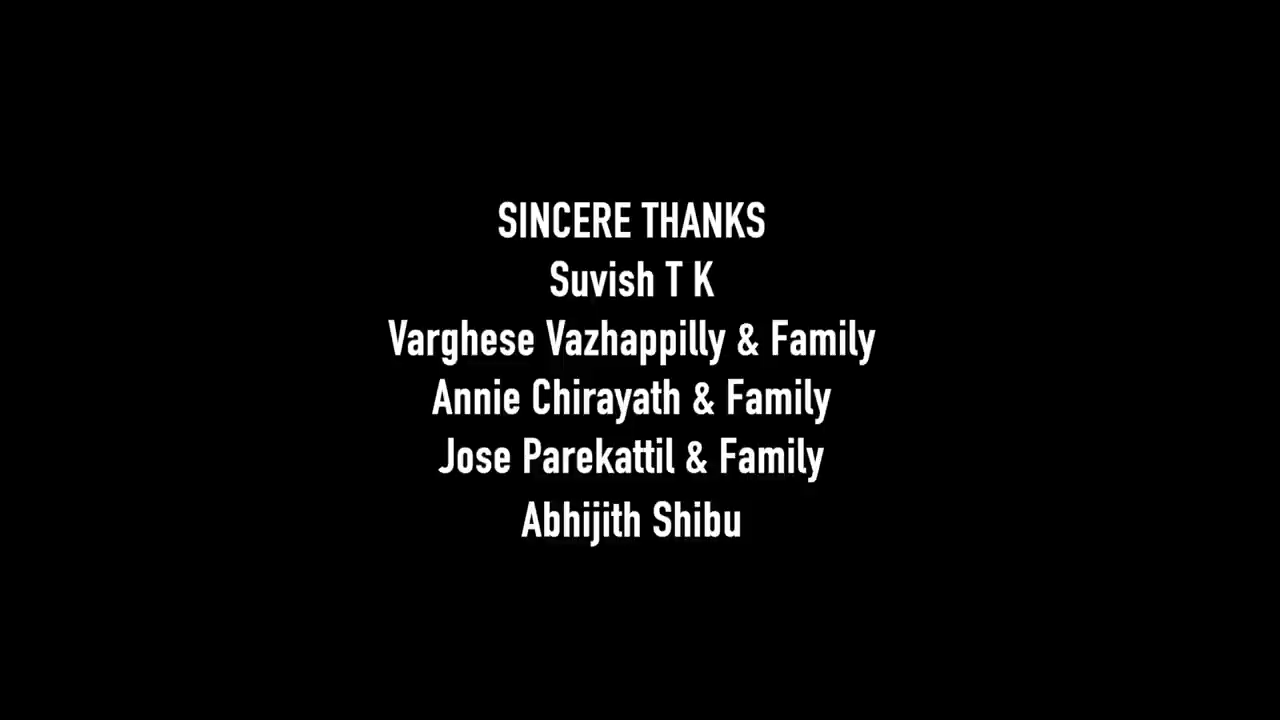 SINCERE THANKS
Suvish T K
Varghese Vazhappilly & Family
Annie Chirayath & Family
Jose Parekattil & Family
Abhijith Shibu